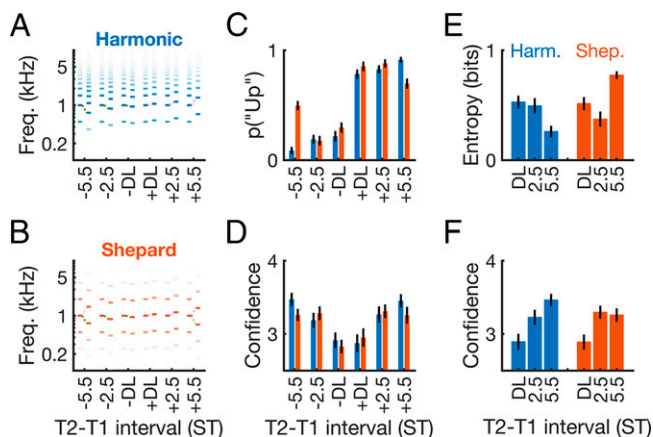 A
Harmonic
Freq. (kHz)
5
1
0.2
-5.5
-2.5
-DL
+DL
+2.5
+5.5
B
Shepard
Freq. (kHz)
5
1
0.2
-5.5
-2.5
-DL
+DL
+2.5
+5.5
T2-T1 interval (ST)
C
p("Up")
1
0
-5.5
-2.5
-DL
+DL
+2.5
+5.5
D
Confidence
4
3
-5.5
-2.5
-DL
+DL
+2.5
+5.5
T2-T1 interval (ST)
E
Harm. Shep.
Entropy (bits)
1
0
DL
2.5
5.5
DL
2.5
5.5
F
Confidence
4
3
DL
2.5
5.5
DL
2.5
5.5
T2-T1 interval (ST)